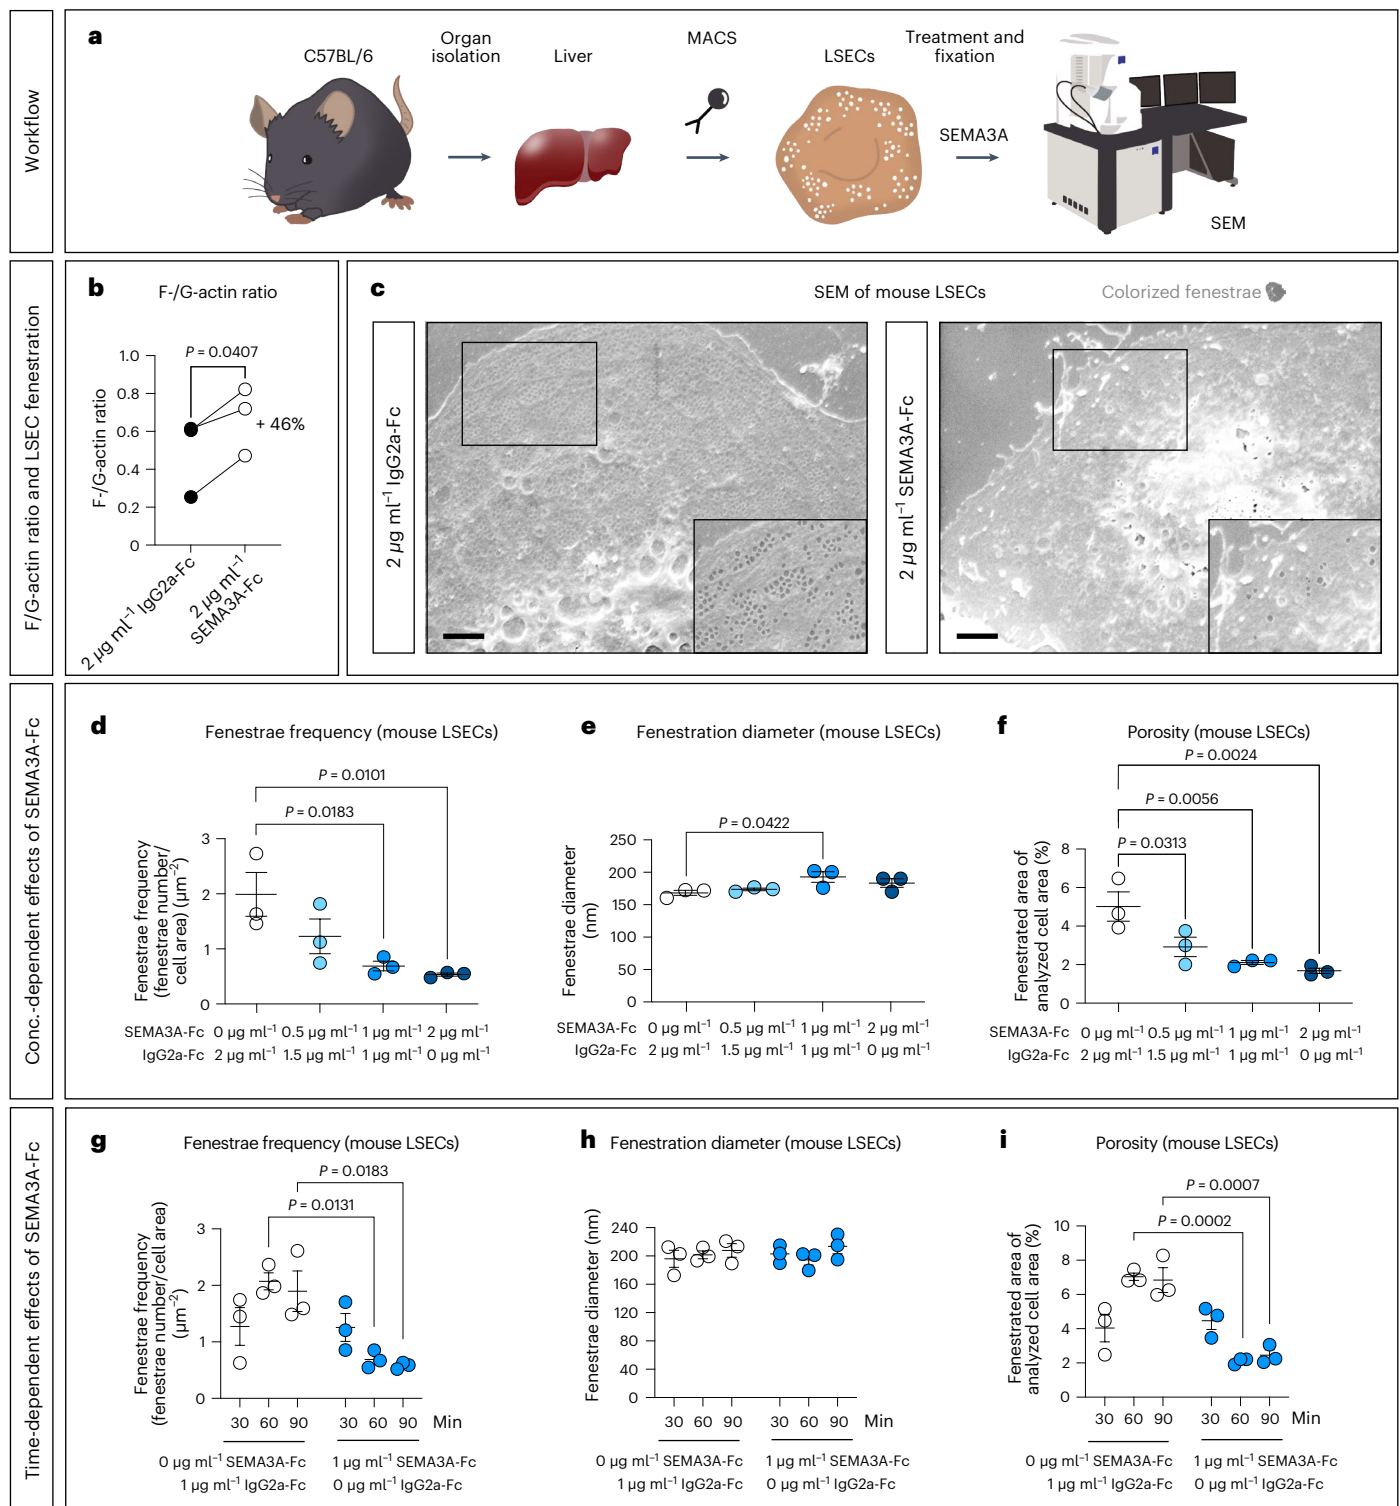 Workflow
a
C57BL/6
Organ
isolation
Liver
MACS
LSECs
Treatment and
fixation
SEMA3A
SEM
F/G-actin ratio and LSEC fenestration
b
F-/G-actin ratio
P = 0.0407
+ 46%
F-/G-actin ratio
1.0
0.8
0.6
0.4
0.2
0
2 µg ml⁻¹ IgG2a-Fc
2 µg ml⁻¹
SEMA3A-Fc
c
SEM of mouse LSECs
Colorized fenestrae
2 µg ml⁻¹ IgG2a-Fc
2 µg ml⁻¹ SEMA3A-Fc
Conc.-dependent effects of SEMA3A-Fc
d
Fenestrae frequency (mouse LSECs)
P = 0.0101
P = 0.0183
Fenestrae frequency
(fenestrae number/
cell area) (µm⁻²)
3
2
1
0
SEMA3A-Fc 0 µg ml⁻¹ 0.5 µg ml⁻¹ 1 µg ml⁻¹ 2 µg ml⁻¹
IgG2a-Fc 2 µg ml⁻¹ 1.5 µg ml⁻¹ 1 µg ml⁻¹ 0 µg ml⁻¹
e
Fenestration diameter (mouse LSECs)
P = 0.0422
Fenestrae diameter
(nm)
250
200
150
100
50
0
SEMA3A-Fc 0 µg ml⁻¹ 0.5 µg ml⁻¹ 1 µg ml⁻¹ 2 µg ml⁻¹
IgG2a-Fc 2 µg ml⁻¹ 1.5 µg ml⁻¹ 1 µg ml⁻¹ 0 µg ml⁻¹
f
Porosity (mouse LSECs)
P = 0.0024
P = 0.0056
P = 0.0313
Fenestrated area of
analyzed cell area (%)
8
6
4
2
0
SEMA3A-Fc 0 µg ml⁻¹ 0.5 µg ml⁻¹ 1 µg ml⁻¹ 2 µg ml⁻¹
IgG2a-Fc 2 µg ml⁻¹ 1.5 µg ml⁻¹ 1 µg ml⁻¹ 0 µg ml⁻¹
Time-dependent effects of SEMA3A-Fc
g
Fenestrae frequency (mouse LSECs)
P = 0.0183
P = 0.0131
Fenestrae frequency
(fenestrae number/cell area)
(µm⁻²)
3
2
1
0
30 60 90 30 60 90 Min
0 µg ml⁻¹ SEMA3A-Fc 1 µg ml⁻¹ SEMA3A-Fc
1 µg ml⁻¹ IgG2a-Fc 0 µg ml⁻¹ IgG2a-Fc
h
Fenestration diameter (mouse LSECs)
Fenestrae diameter (nm)
240
200
160
120
80
40
0
30 60 90 30 60 90
0 µg ml⁻¹ SEMA3A-Fc 1 µg ml⁻¹ SEMA3A-Fc
1 µg ml⁻¹ IgG2a-Fc 0 µg ml⁻¹ IgG2a-Fc
i
Porosity (mouse LSECs)
P = 0.0007
P = 0.0002
Fenestrated area of
analyzed cell area (%)
10
8
6
4
2
0
30 60 90 30 60 90 Min
0 µg ml⁻¹ SEMA3A-Fc 1 µg ml⁻¹ SEMA3A-Fc
1 µg ml⁻¹ IgG2a-Fc 0 µg ml⁻¹ IgG2a-Fc